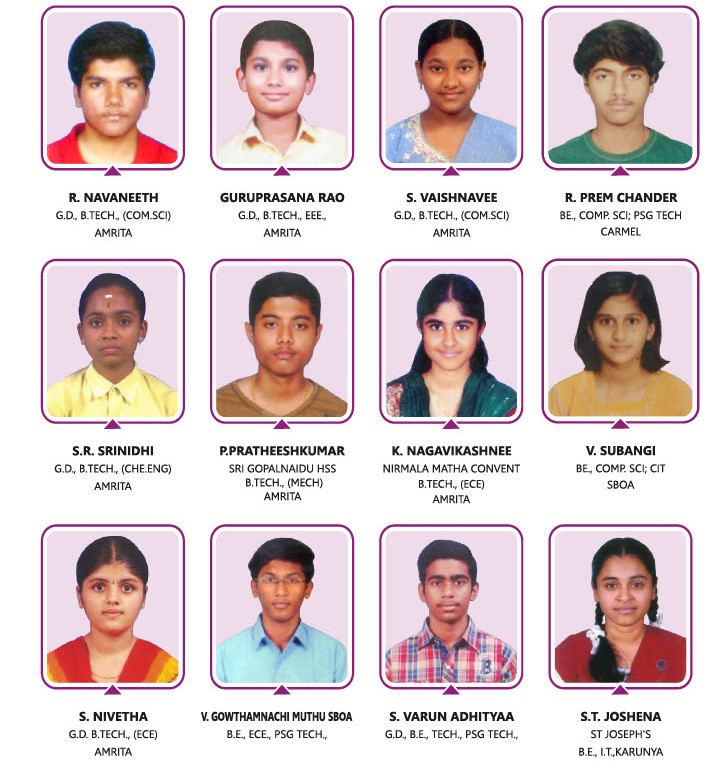 R. NAVANEETH
G.D., B.TECH., (COM.SCI)
AMRITA
GURUPRASANA RAO
G.D., B.TECH., EEE.,
AMRITA
S. VAISHNAVEE
G.D., B.TECH., (COM.SCI)
AMRITA
R. PREM CHANDER
BE., COMP. SCI; PSG TECH
CARMEL
S.R. SRINIDHI
G.D., B.TECH., (CHE.ENG)
AMRITA
P.PRATHEESHKUMAR
SRI GOPALNAIDU HSS
B.TECH., (MECH)
AMRITA
K. NAGAVIKASHNEE
NIRMALA MATHA CONVENT
B.TECH., (ECE)
AMRITA
V. SUBANGI
BE., COMP. SCI; CIT
SBOA
S. NIVETHA
G.D. B.TECH., (ECE)
AMRITA
V. GOWTHAMNACHI MUTHU SBOA
B.E., ECE., PSG TECH.,
S. VARUN ADHITYAA
G.D., B.E., TECH., PSG TECH.,
S.T. JOSHENA
ST JOSEPH'S
B.E., I.T.,KARUNYA